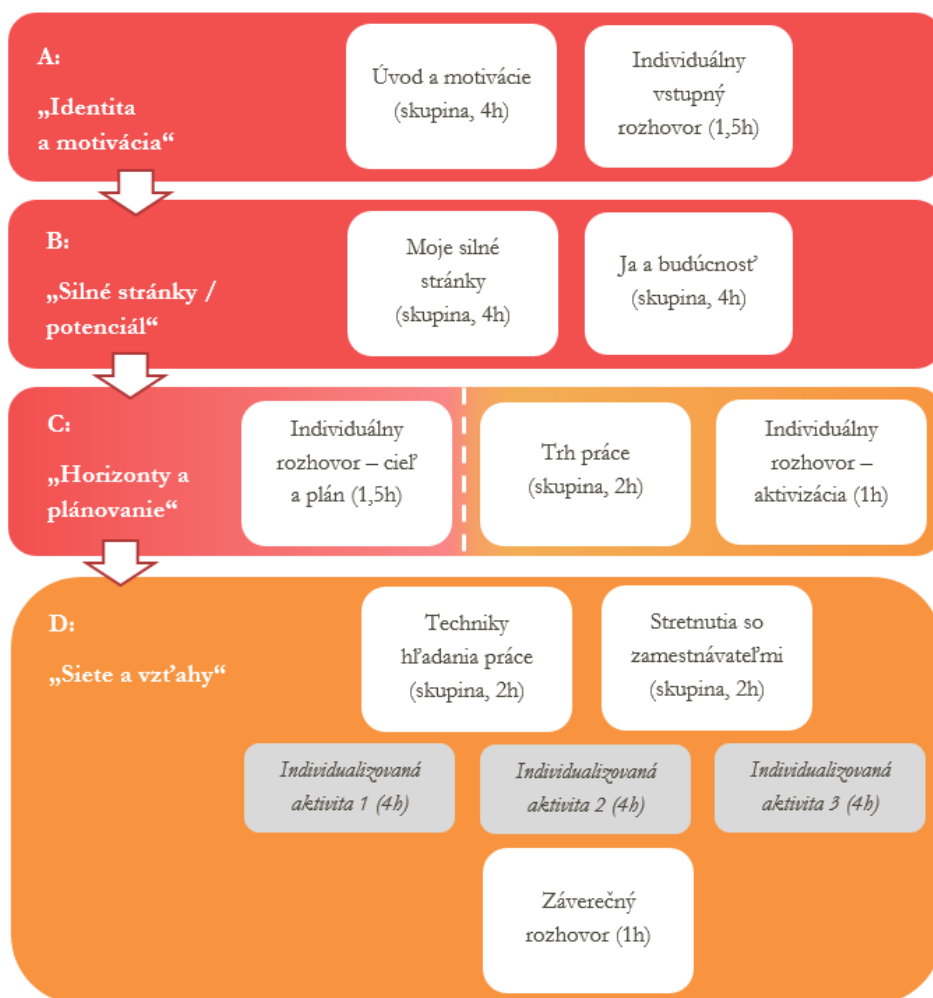 A:
„Identita
a motivácia“
Úvod a motivácie
(skupina, 4h)
Individuálny
vstupný
rozhovor (1,5h)
B:
„Silné stránky /
potenciál“
Moje silné
stránky
(skupina, 4h)
Ja a budúcnosť
(skupina, 4h)
C:
„Horizonty a
plánovanie“
Individuálny
rozhovor – cieľ
a plán (1,5h)
Trh práce
(skupina, 2h)
Individuálny
rozhovor –
aktivizácia (1h)
D:
„Siete a vzťahy“
Techniky
hľadania práce
(skupina, 2h)
Stretnutia so
zamestnávateľmi
(skupina, 2h)
Individualizovaná
aktivita 1 (4h)
Individualizovaná
aktivita 2 (4h)
Individualizovaná
aktivita 3 (4h)
Záverečný
rozhovor (1h)